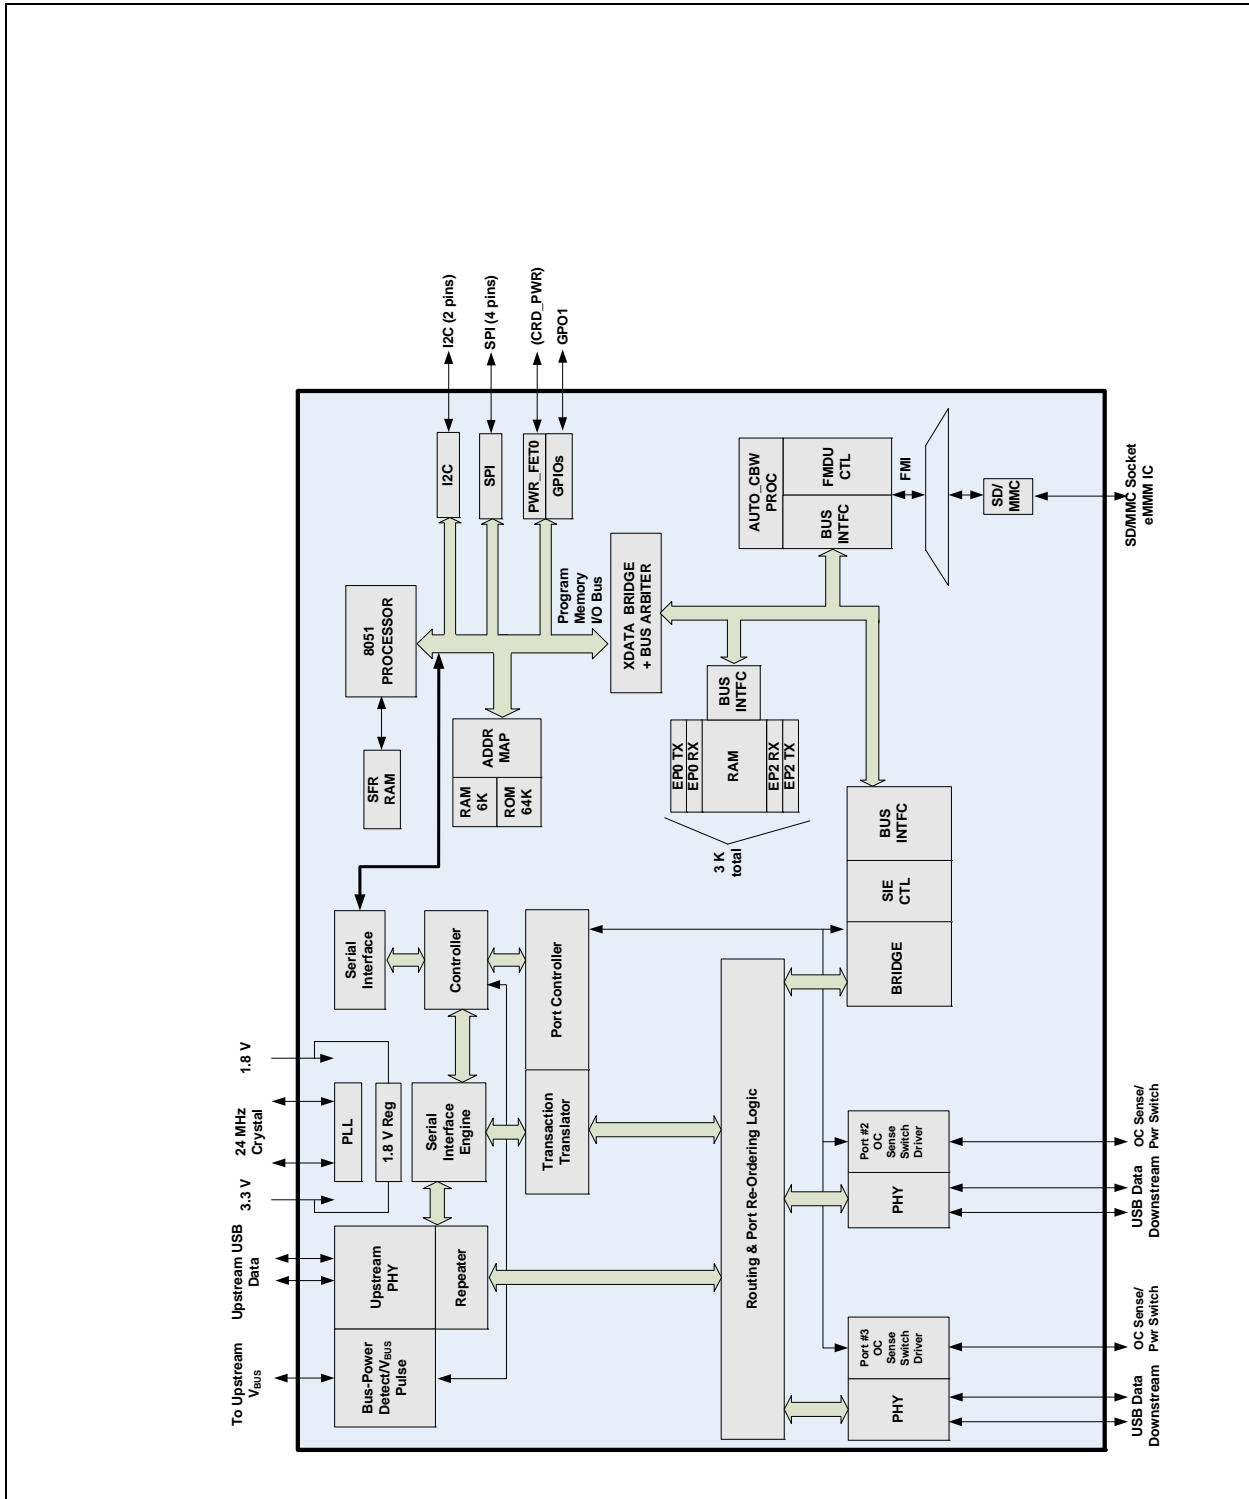 To Upstream
VBUS
Upstream USB
Data
3.3 V
24 MHz
Crystal
1.8 V
Bus-Power
Detect/VBUS
Pulse
Upstream
PHY
Repeater
PLL
1.8 V Reg
Serial
Interface
Engine
Serial
Interface
Controller
Transaction
Translator
Port Controller
SFR
RAM
8051
PROCESSOR
RAM
6K
ROM
64K
ADDR
MAP
I2C
SPI
PWR_FET0
GPIOs
I2C (2 pins)
SPI (4 pins)
(CRD_PWR)
GPO1
Program
Memory
I/O Bus
XDATA BRIDGE
+ BUS ARBITER
3 K
total
EP0 TX
EP0 RX
RAM
EP2 RX
EP2 TX
BUS
INTFC
AUTO_CBW
PROC
BUS
INTFC
FMDU
CTL
FMI
SD/
MMC
SD/MMC Socket
eMMM IC
Routing & Port Re-Ordering Logic
BRIDGE
SIE
CTL
BUS
INTFC
PHY
Port #3
OC
Sense
Switch
Driver
PHY
Port #2
OC
Sense
Switch
Driver
USB Data
Downstream
OC Sense/
Pwr Switch
USB Data
Downstream
OC Sense/
Pwr Switch